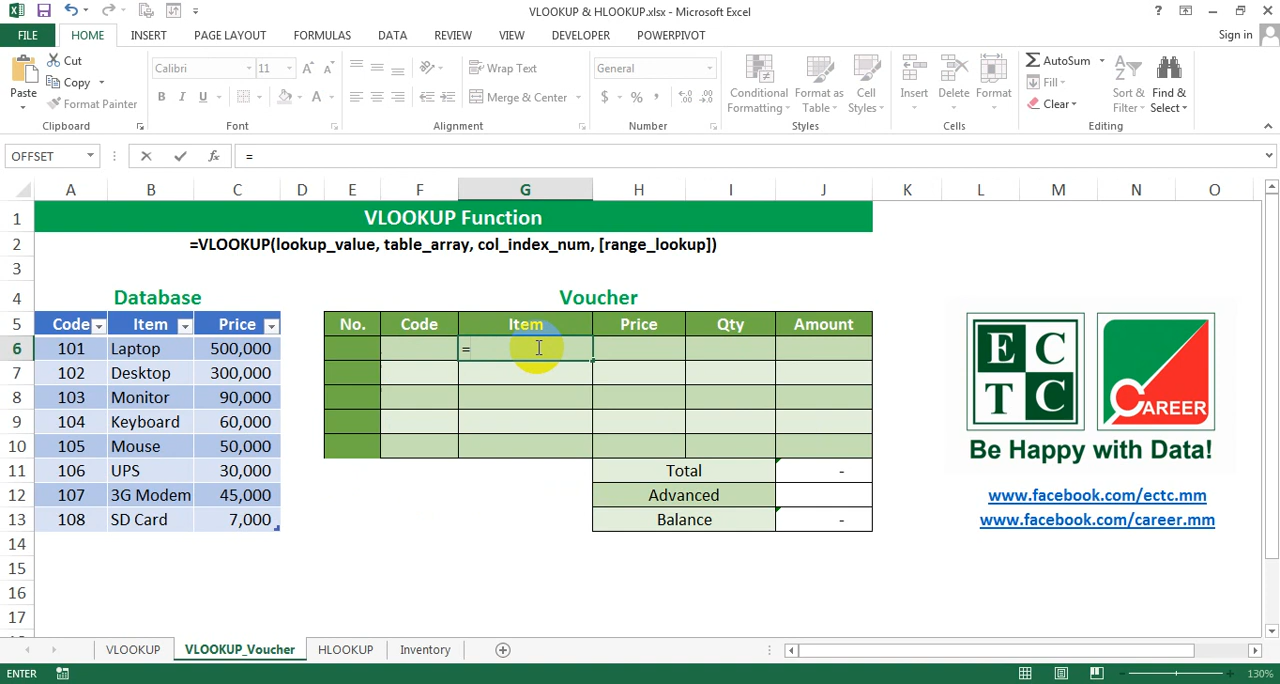 VLOOKUP & HLOOKUP.xlsx - Microsoft Excel
FILE HOME INSERT PAGE LAYOUT FORMULAS DATA REVIEW VIEW DEVELOPER POWERPIVOT Sign in
Paste
Cut
Copy
Format Painter
Clipboard
Calibri 11
B I U
Font
Wrap Text
Merge & Center
Alignment
General
$ % ,
Number
Conditional Formatting
Format as Table
Cell Styles
Styles
Insert Delete Format
Cells
AutoSum
Fill
Clear
Sort & Filter
Find & Select
Editing
OFFSET fx =
A B C D E F G H I J K L M N O
1 VLOOKUP Function
2 =VLOOKUP(lookup_value, table_array, col_index_num, [range_lookup])
3
4 Database Voucher
5 Code Item Price No. Code Item Price Qty Amount
6 101 Laptop 500,000 =
7 102 Desktop 300,000
8 103 Monitor 90,000
9 104 Keyboard 60,000
10 105 Mouse 50,000
11 106 UPS 30,000 Total -
12 107 3G Modem 45,000 Advanced
13 108 SD Card 7,000 Balance -
14
15
16
17
E C
T C
CAREER
Be Happy with Data!
www.facebook.com/ectc.mm
www.facebook.com/career.mm
VLOOKUP VLOOKUP_Voucher HLOOKUP Inventory
ENTER 130%